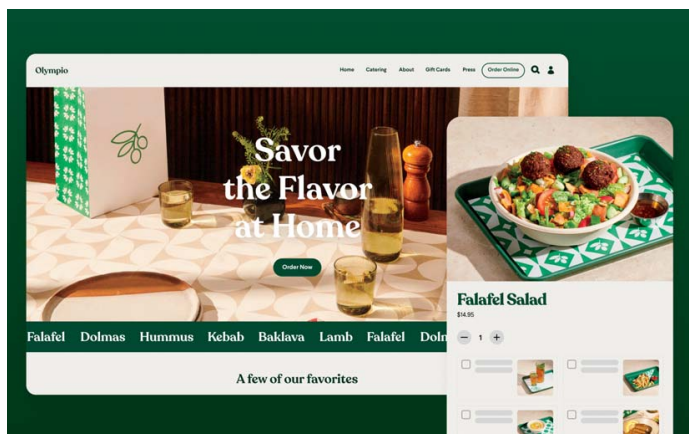 Olympio
Home Catering About Gift Cards Press Order Online
Savor
the Flavor
at Home
Order Now
Falafel Dolmas Hummus Kebab Baklava Lamb Falafel Doln
A few of our favorites
Falafel Salad
$14.95
1